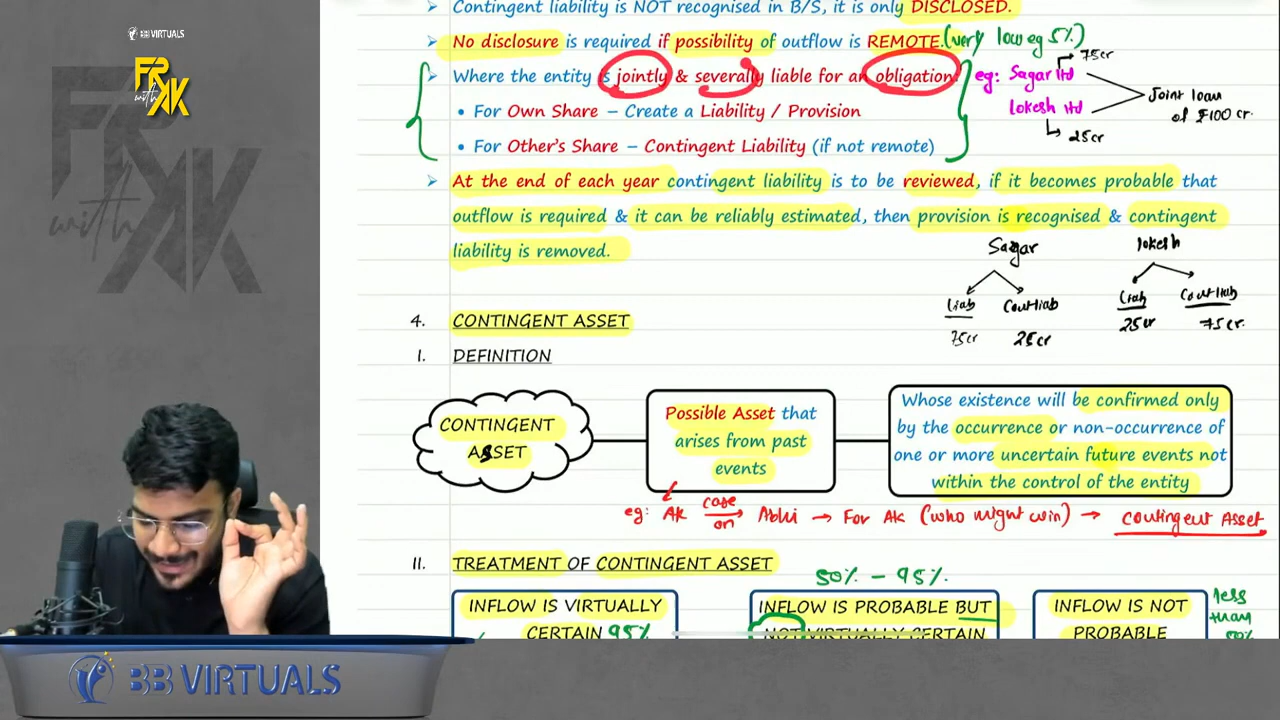 BB VIRTUALS
FR
with
AK
➢ Contingent liability is NOT recognised in B/S, it is only DISCLOSED.
➢ No disclosure is required if possibility of outflow is REMOTE. (very low eg 5%)
➢ Where the entity is jointly & severally liable for an obligation.
• For Own Share – Create a Liability / Provision
• For Other's Share – Contingent Liability (if not remote)
eg: Sagar ltd
75cr
Lokesh ltd
25cr
Joint loan
of ₹100 cr.
➢ At the end of each year contingent liability is to be reviewed, if it becomes probable that
outflow is required & it can be reliably estimated, then provision is recognised & contingent
liability is removed.
Sagar
Liab
75cr
Contliab
25cr
Lokesh
Liab
25cr
Contliab
75cr.
4. CONTINGENT ASSET
I. DEFINITION
CONTINGENT
ASSET
Possible Asset that
arises from past
events
Whose existence will be confirmed only
by the occurrence or non-occurrence of
one or more uncertain future events not
within the control of the entity
eg: AK case on → Abhi → For AK (who might win) → Contingent Asset
II. TREATMENT OF CONTINGENT ASSET
50% – 95%.
INFLOW IS VIRTUALLY
CERTAIN 95%
INFLOW IS PROBABLE BUT
NOT VIRTUALLY CERTAIN
INFLOW IS NOT
PROBABLE
less
than
50%
BB VIRTUALS